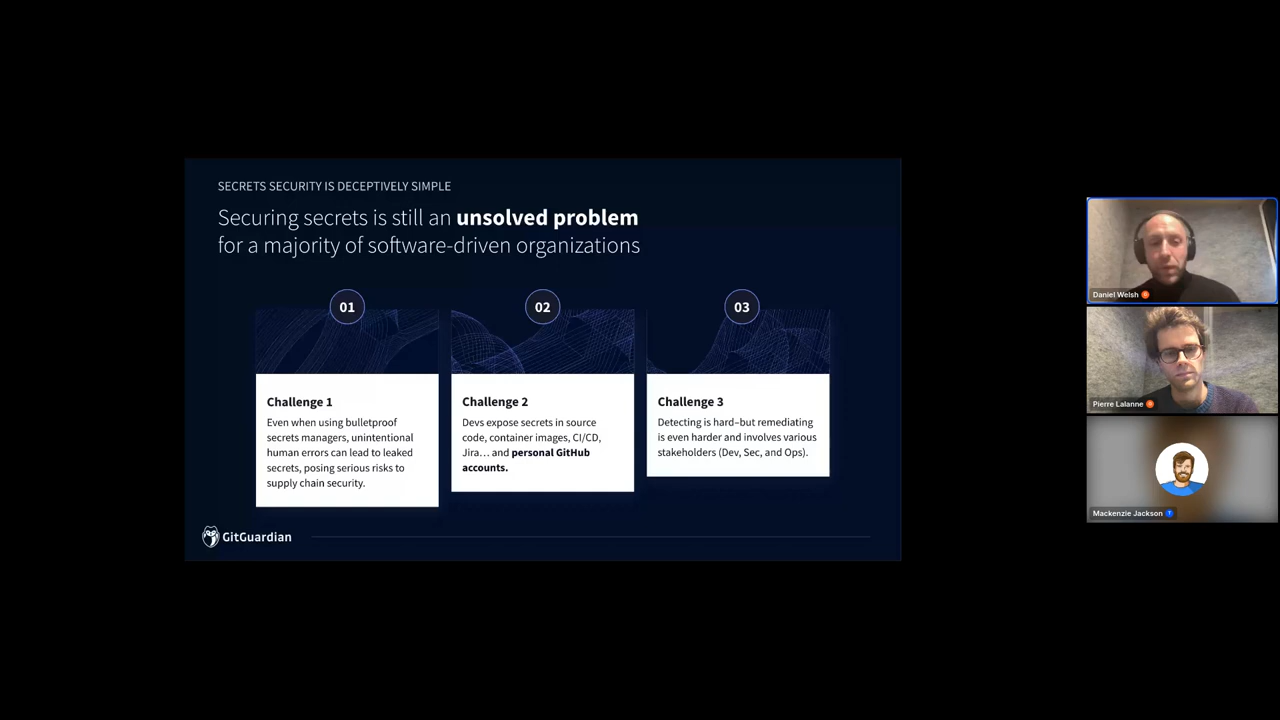 SECRETS SECURITY IS DECEPTIVELY SIMPLE
Securing secrets is still an unsolved problem
for a majority of software-driven organizations
01
Challenge 1
Even when using bulletproof
secrets managers, unintentional
human errors can lead to leaked
secrets, posing serious risks to
supply chain security.
02
Challenge 2
Devs expose secrets in source
code, container images, CI/CD,
Jira... and personal GitHub
accounts.
03
Challenge 3
Detecting is hard–but remediating
is even harder and involves various
stakeholders (Dev, Sec, and Ops).
GitGuardian
Daniel Welsh
Pierre Lalanne
Mackenzie Jackson